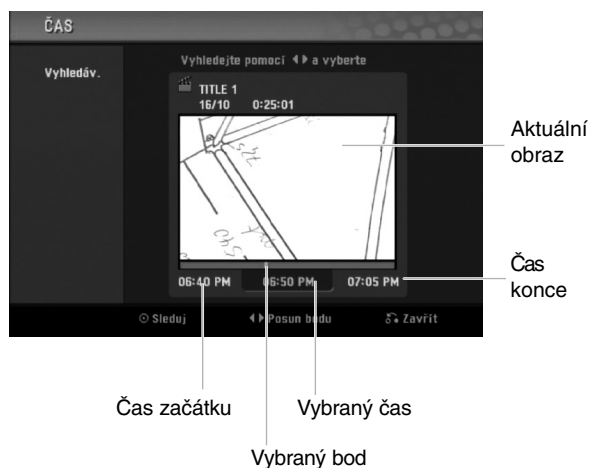 ČAS
Vyhledejte pomocí ◀ ▶ a vyberte
Vyhledáv.
TITLE 1
16/10 0:25:01
Aktuální
obraz
06:40 PM 06:50 PM 07:05 PM
Čas
konce
⊙ Sleduj ◀ ▶ Posun bodu Zavřít
Čas začátku Vybraný čas
Vybraný bod